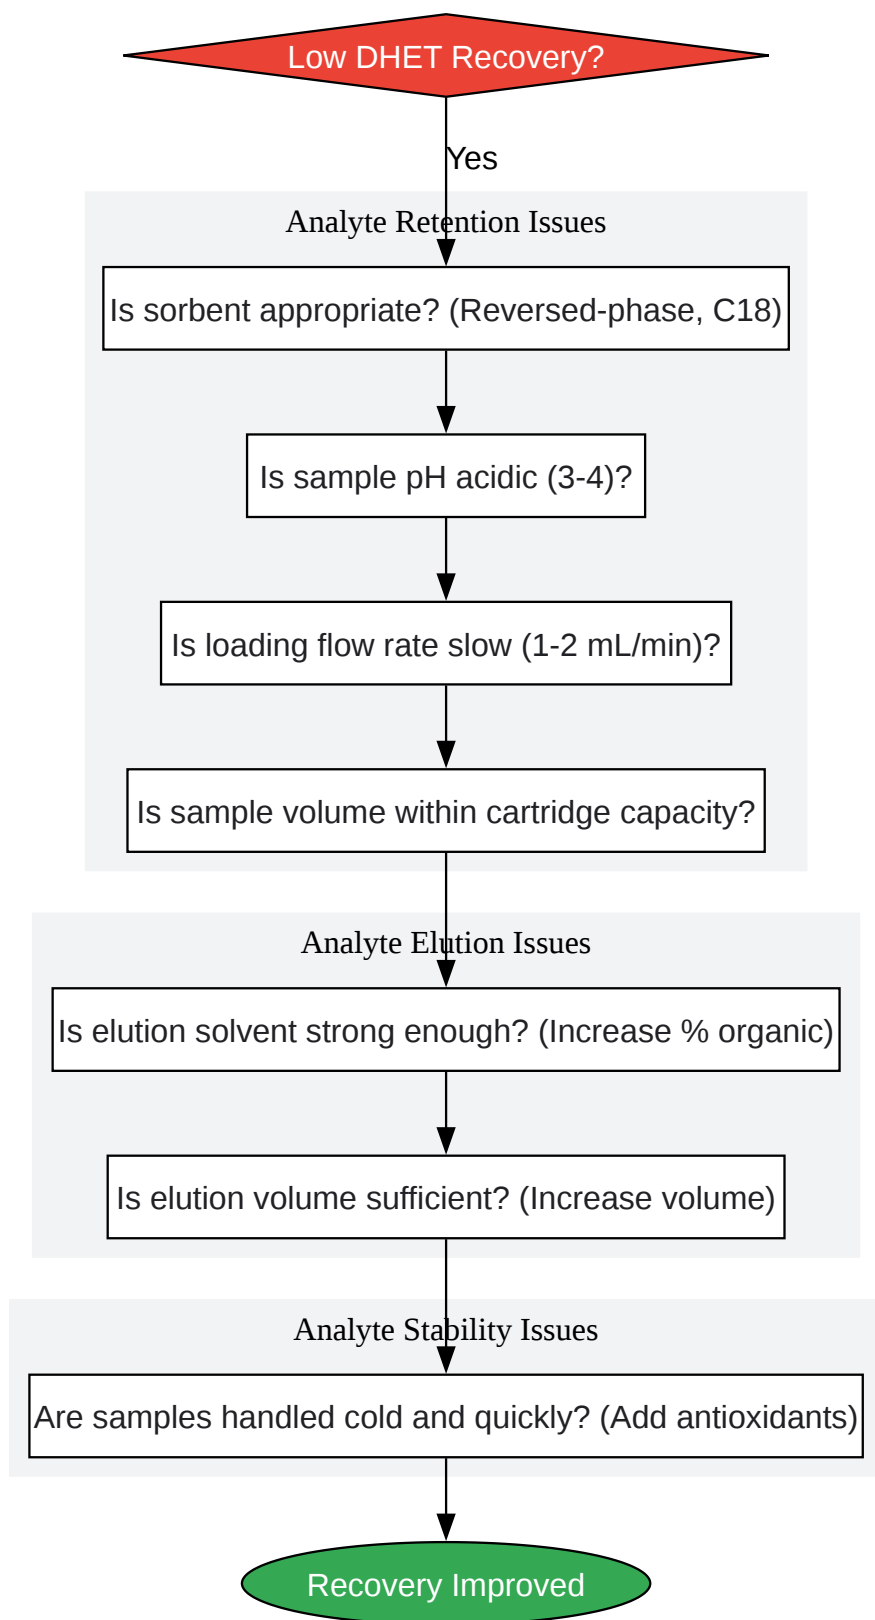 Low DHET Recovery?
Yes
Analyte Retention Issues
Is sorbent appropriate? (Reversed-phase, C18)
Is sample pH acidic (3-4)?
Is loading flow rate slow (1-2 mL/min)?
Is sample volume within cartridge capacity?
Analyte Elution Issues
Is elution solvent strong enough? (Increase % organic)
Is elution volume sufficient? (Increase volume)
Analyte Stability Issues
Are samples handled cold and quickly? (Add antioxidants)
Recovery Improved